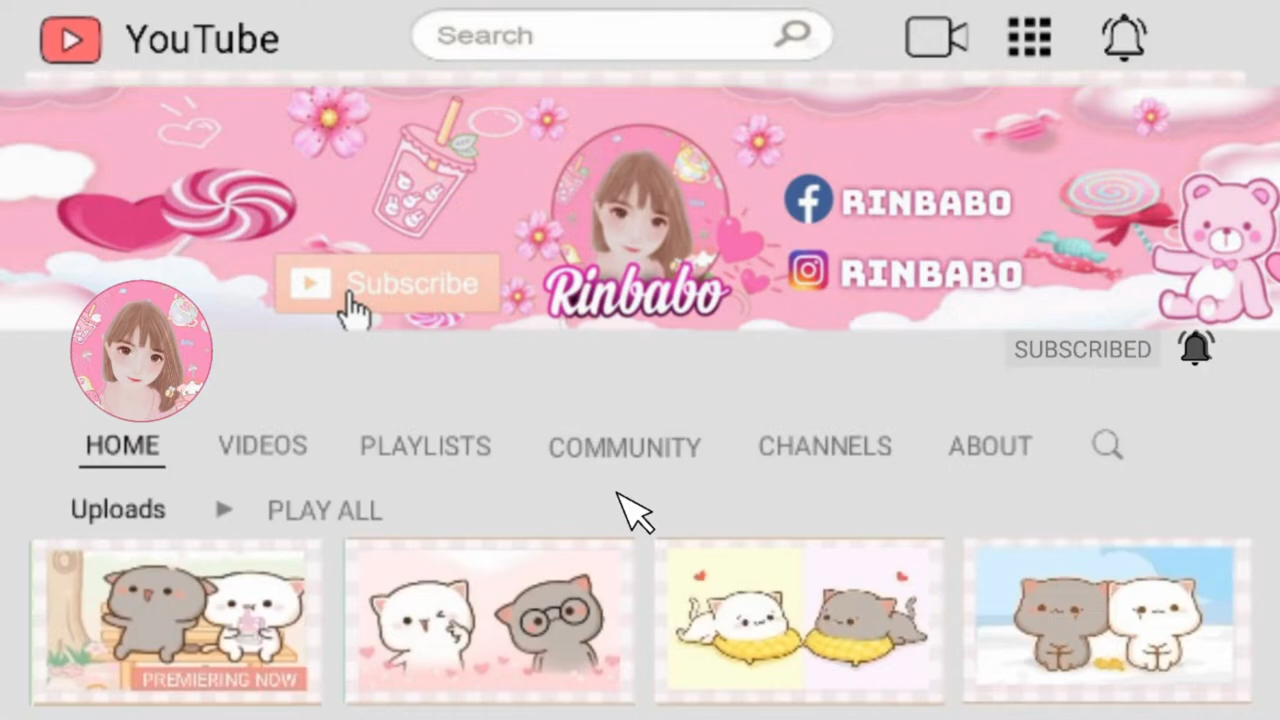 YouTube
Search
RINBABO
Subscribe
Rinbabo
RINBABO
SUBSCRIBED
HOME VIDEOS PLAYLISTS COMMUNITY CHANNELS ABOUT
Uploads PLAY ALL
PREMIERING NOW